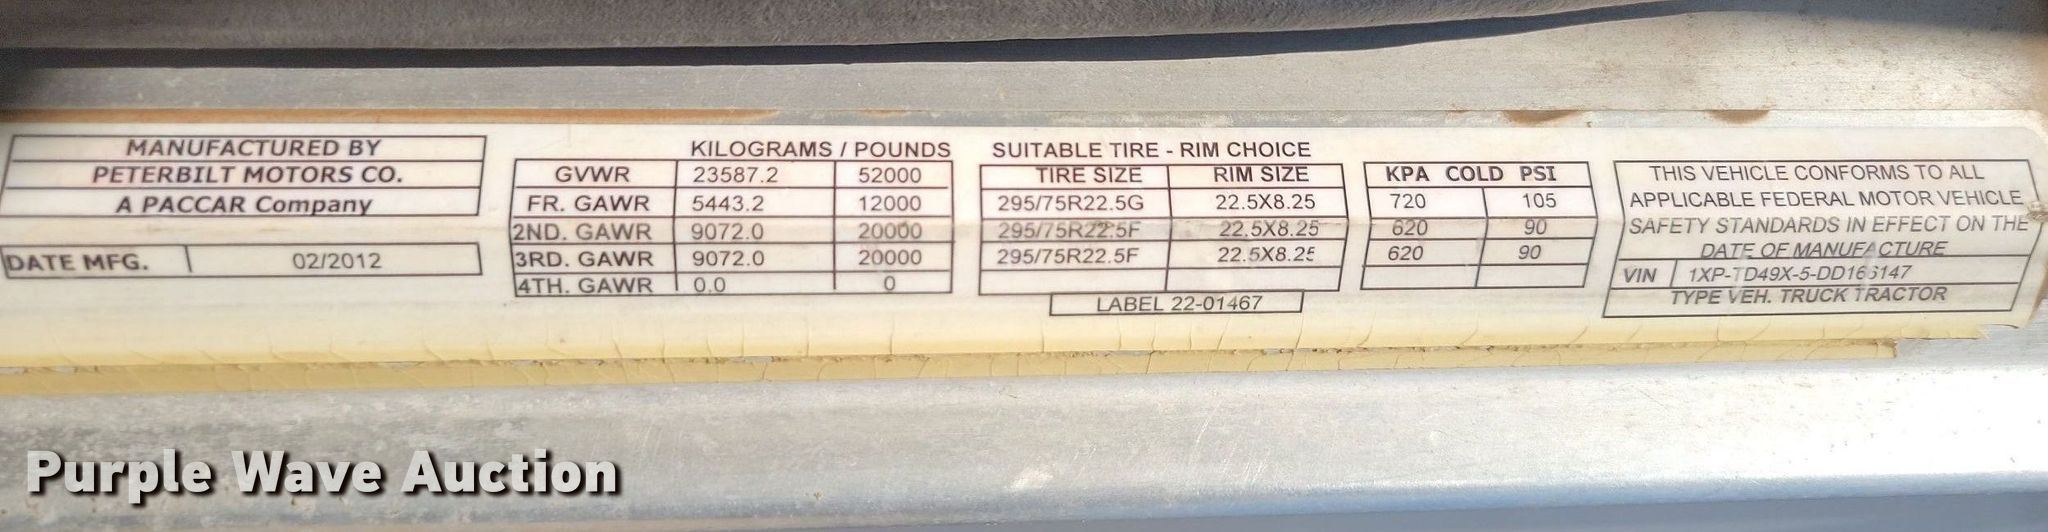 MANUFACTURED BY
PETERBILT MOTORS CO.
A PACCAR Company
DATE MFG. 02/2012
KILOGRAMS / POUNDS
GVWR 23587.2 52000
FR. GAWR 5443.2 12000
2ND. GAWR 9072.0 20000
3RD. GAWR 9072.0 20000
4TH. GAWR 0.0 0
SUITABLE TIRE - RIM CHOICE
TIRE SIZE RIM SIZE
295/75R22.5G 22.5X8.25
295/75R22.5F 22.5X8.25
295/75R22.5F 22.5X8.25
LABEL 22-01467
KPA COLD PSI
720 105
620 90
620 90
THIS VEHICLE CONFORMS TO ALL
APPLICABLE FEDERAL MOTOR VEHICLE
SAFETY STANDARDS IN EFFECT ON THE
DATE OF MANUFACTURE
VIN 1XP-TD49X-5-DD166147
TYPE VEH. TRUCK TRACTOR
Purple Wave Auction